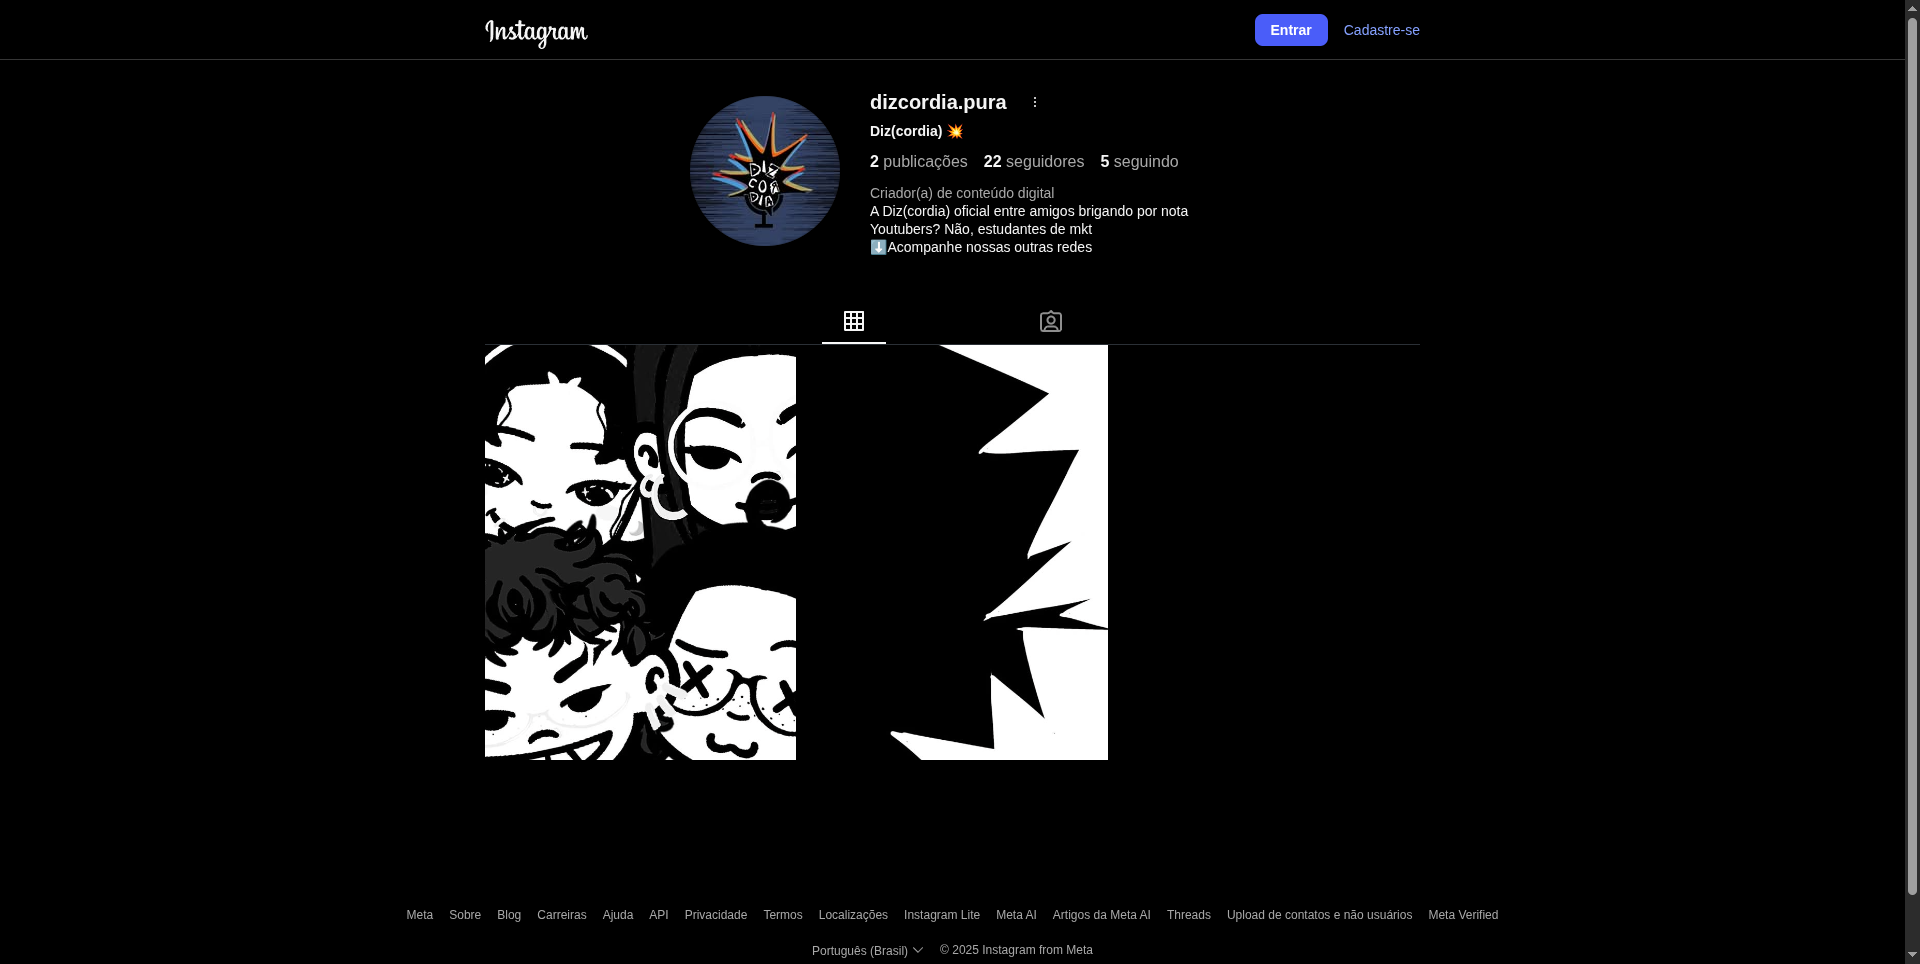 Instagram
Entrar
Cadastre-se
dizcordia.pura
Diz(cordia) 💥
2 publicações 22 seguidores 5 seguindo
Criador(a) de conteúdo digital
A Diz(cordia) oficial entre amigos brigando por nota
Youtubers? Não, estudantes de mkt
⬇️Acompanhe nossas outras redes
DIZ
COR
DIA
Meta Sobre Blog Carreiras Ajuda API Privacidade Termos Localizações Instagram Lite Meta AI Artigos da Meta AI Threads Upload de contatos e não usuários Meta Verified
Português (Brasil) © 2025 Instagram from Meta